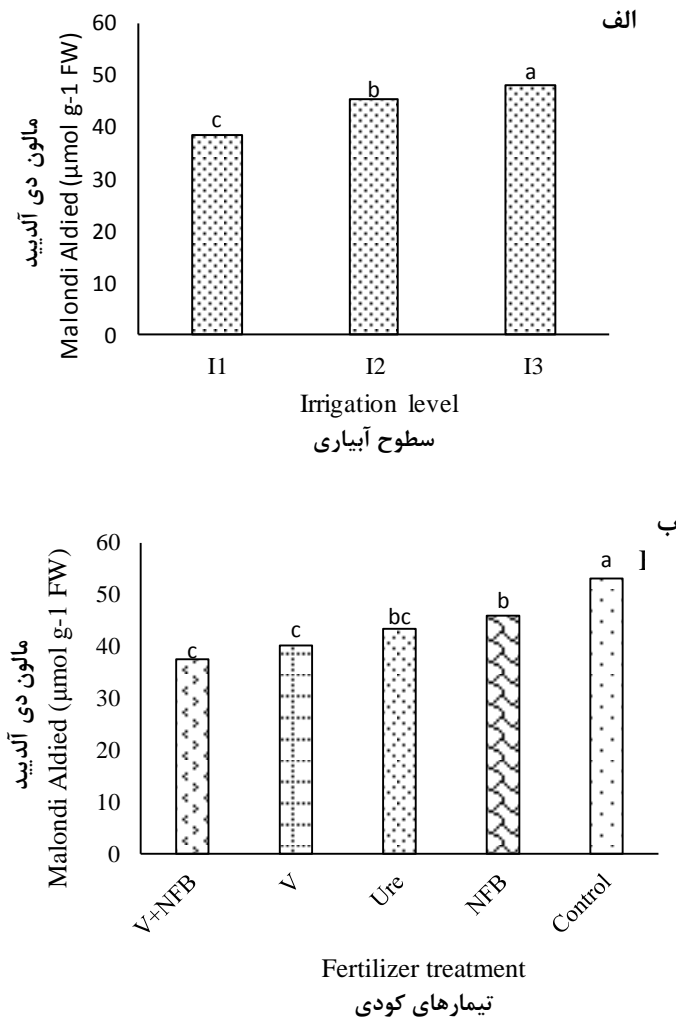 الف
مالون دی آلدیید
Malondi Aldied (µmol g-1 FW)
60
50
40
30
20
10
0
c
b
a
I1
I2
I3
Irrigation level
سطوح آبیاری
ب
مالون دی آلدیید
Malondi Aldied (µmol g-1 FW)
60
50
40
30
20
10
0
c
c
bc
b
a
V+NFB
V
Ure
NFB
Control
Fertilizer treatment
تیمارهای کودی